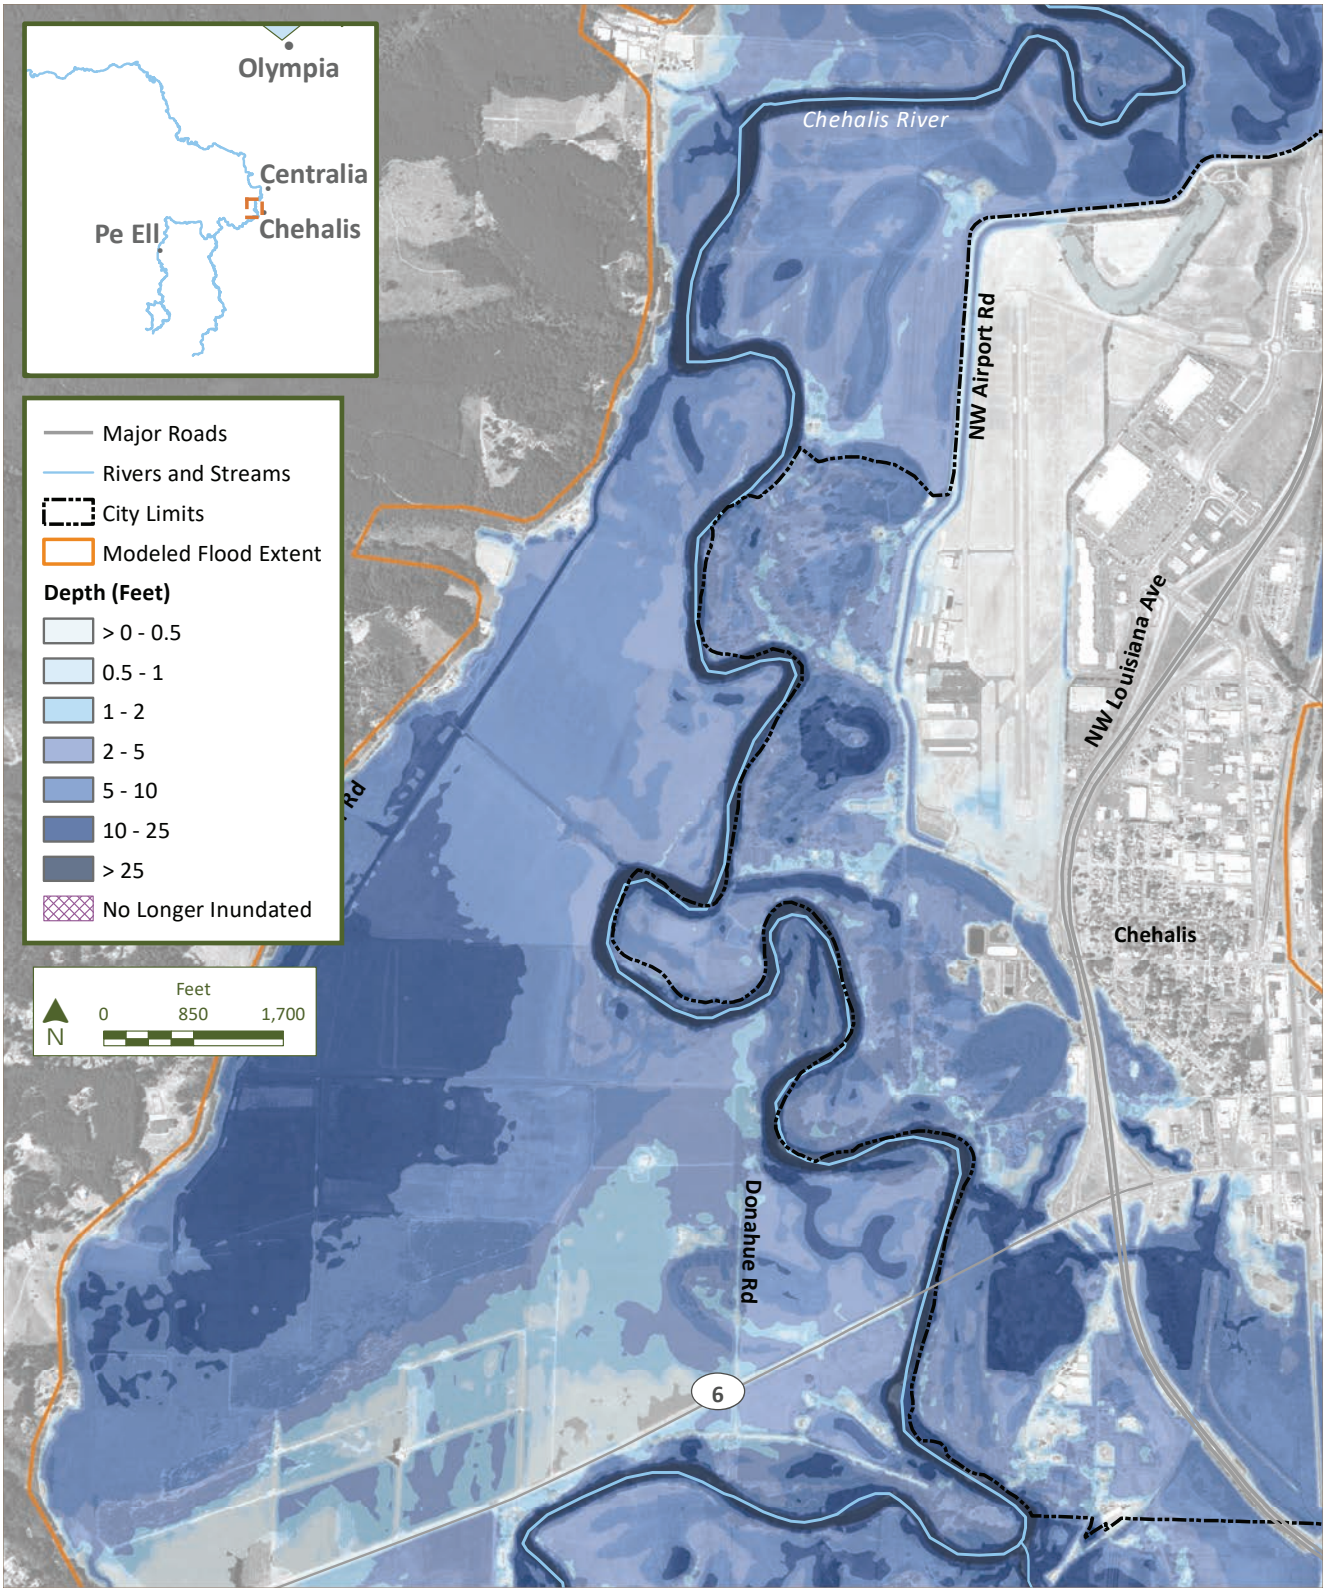 Olympia
Centralia
Chehalis
Pe Ell
Major Roads
Rivers and Streams
City Limits
Modeled Flood Extent
Depth (Feet)
> 0 - 0.5
0.5 - 1
1 - 2
2 - 5
5 - 10
10 - 25
> 25
No Longer Inundated
Feet
0 850 1,700
N
Chehalis River
NW Airport Rd
NW Louisiana Ave
Rd
Chehalis
Donahue Rd
6